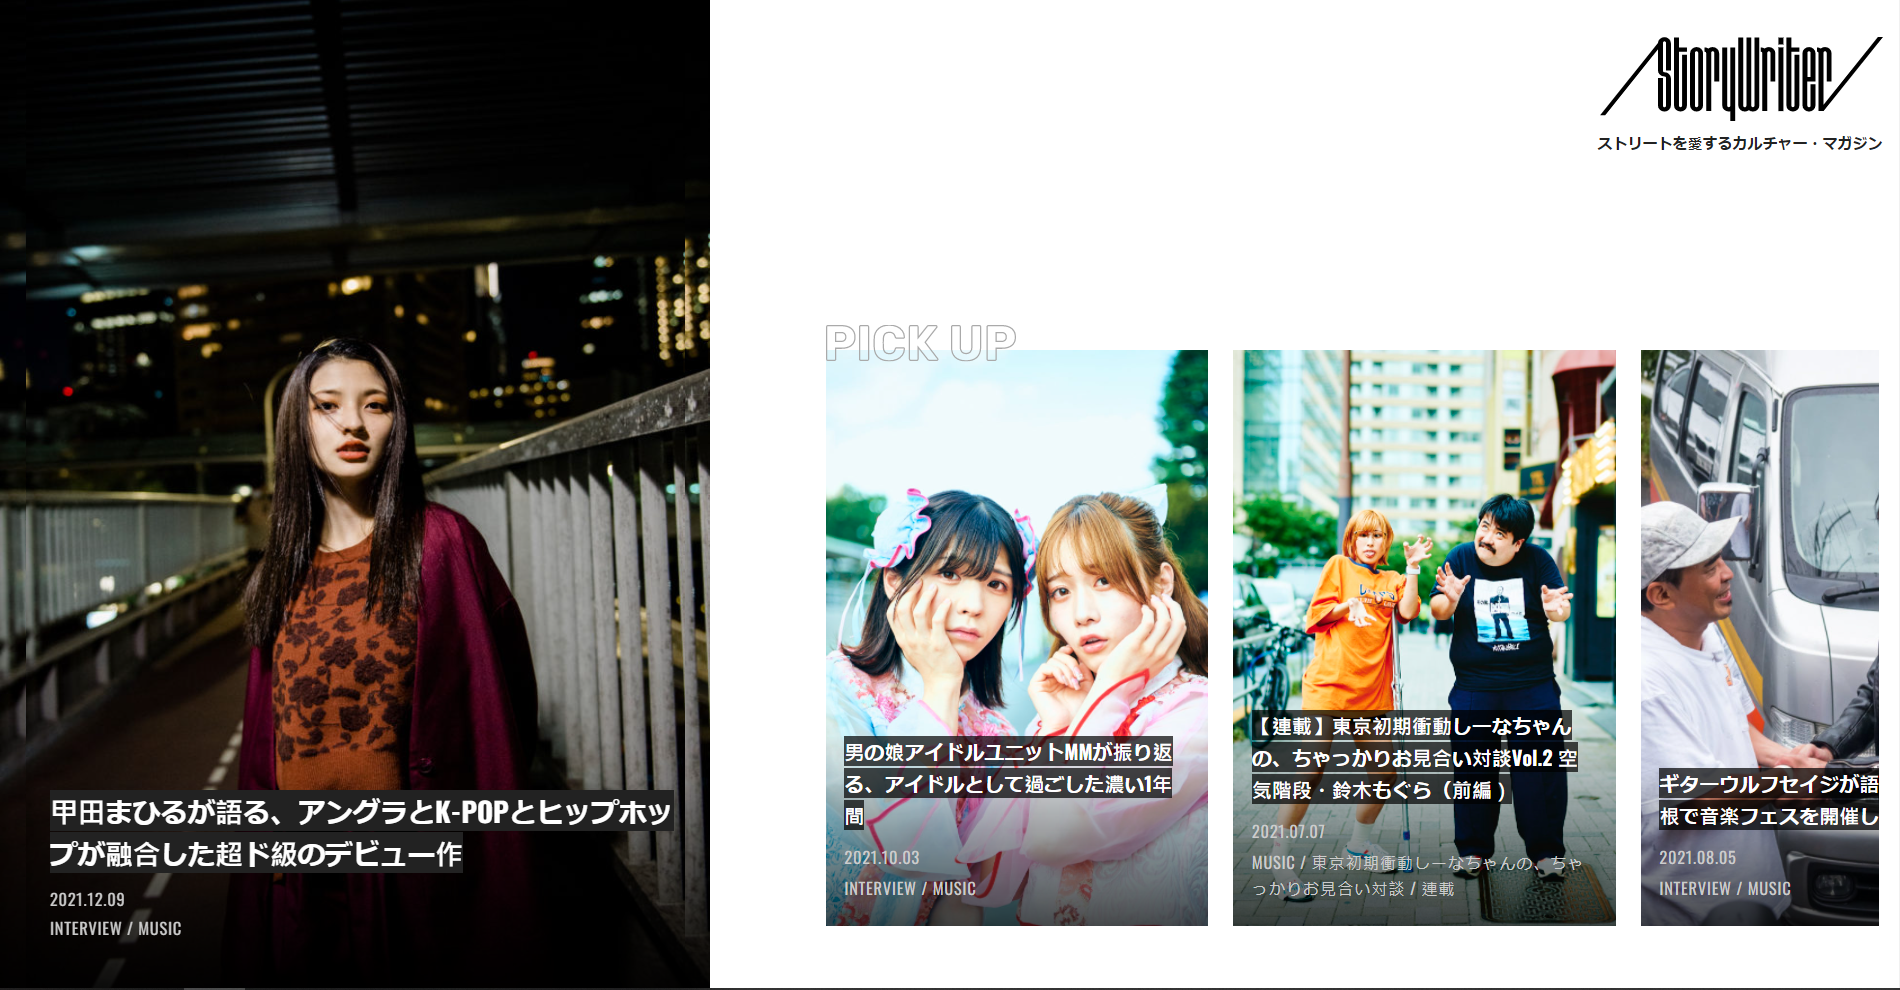 StoryWriter
ストリートを愛するカルチャー・マガジン
甲田まひるが語る、アングラとK-POPとヒップホッ
プが融合した超ド級のデビュー作
2021.12.09
INTERVIEW / MUSIC
PICK UP
男の娘アイドルユニットMMが振り返
る、アイドルとして過ごした濃い1年
間
2021.10.03
INTERVIEW / MUSIC
【連載】東京初期衝動しーなちゃん
の、ちゃっかりお見合い対談Vol.2 空
気階段・鈴木もぐら（前編 )
2021.07.07
MUSIC / 東京初期衝動しーなちゃんの、ちゃ
っかりお見合い対談 / 連載
ギターウルフセイジが語
根で音楽フェスを開催し
2021.08.05
INTERVIEW / MUSIC